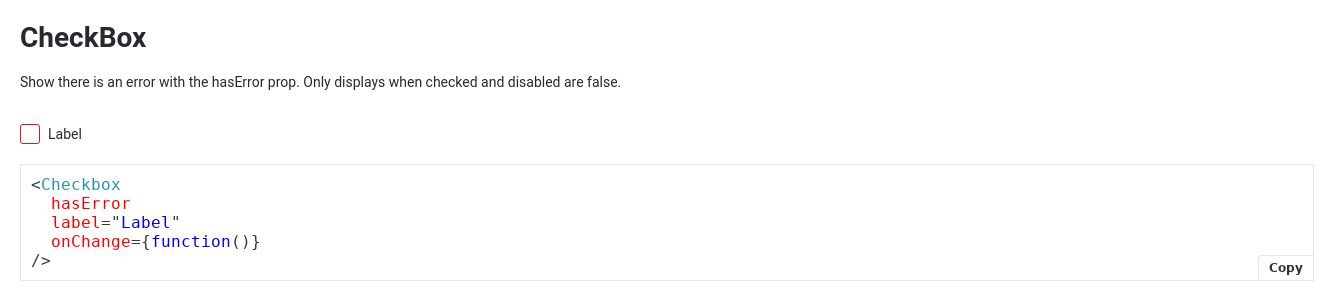 CheckBox
Show there is an error with the hasError prop. Only displays when checked and disabled are false.
Label
<Checkbox
  hasError
  label="Label"
  onChange={function()}
/>
Copy